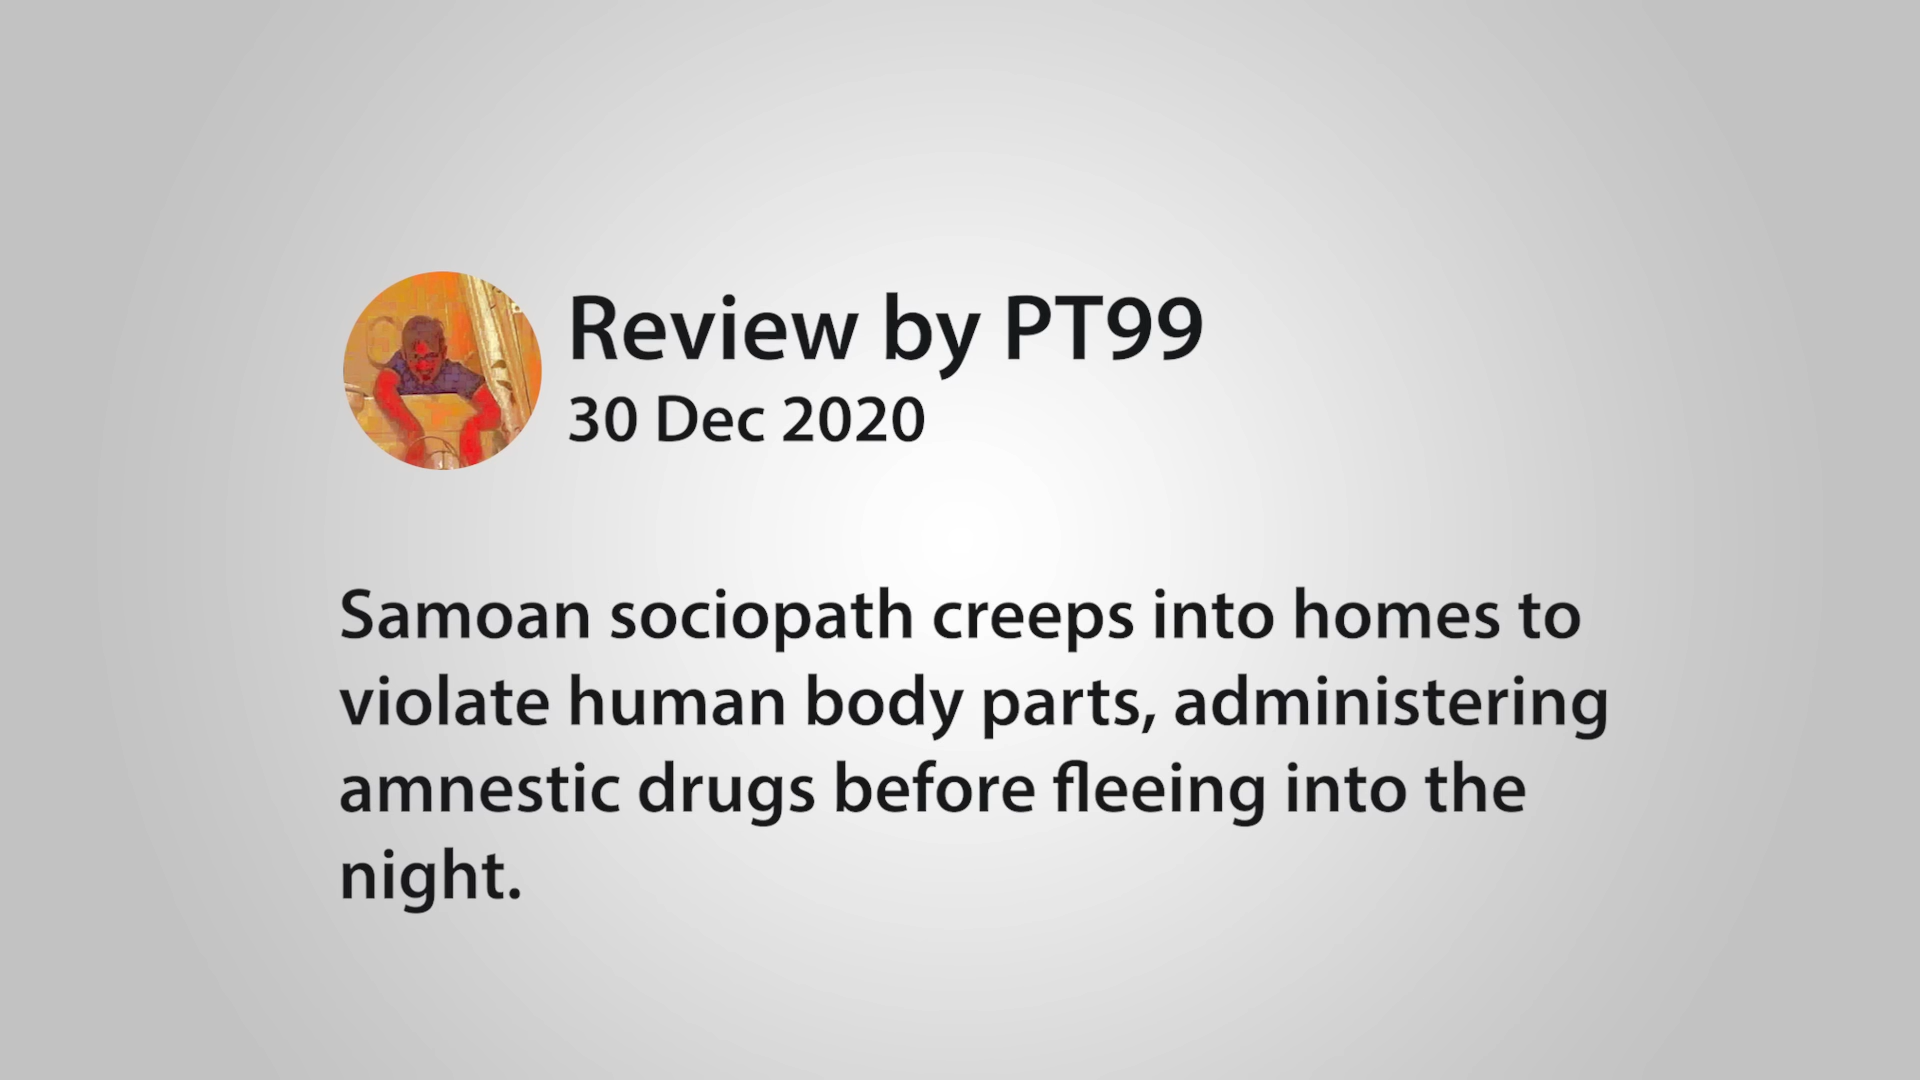 Review by PT99
30 Dec 2020
Samoan sociopath creeps into homes to
violate human body parts, administering
amnestic drugs before fleeing into the
night.